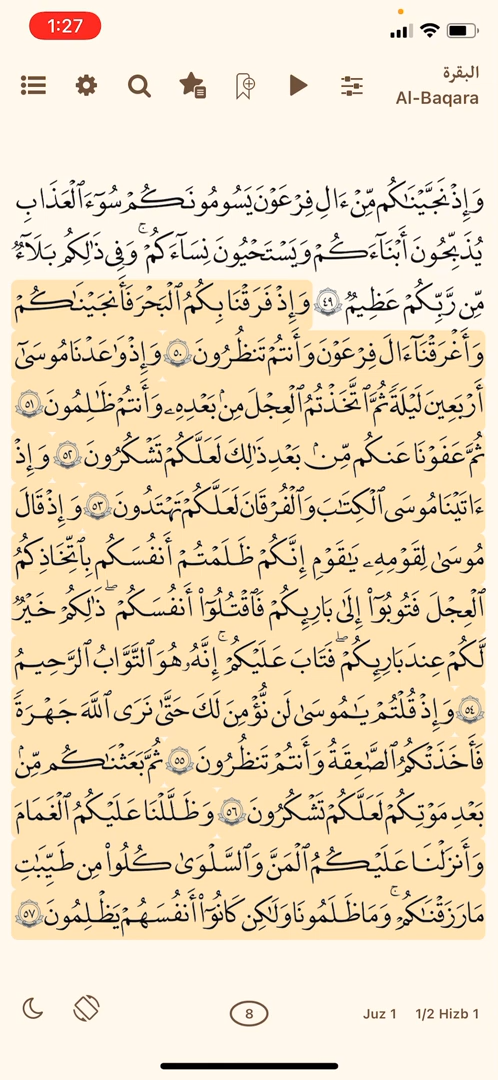 1:27
البقرة
Al-Baqara
وَإِذْ نَجَّيْنَٰكُم مِّنْ ءَالِ فِرْعَوْنَ يَسُومُونَكُمْ سُوٓءَ ٱلْعَذَابِ
يُذَبِّحُونَ أَبْنَآءَكُمْ وَيَسْتَحْيُونَ نِسَآءَكُمْ ۚ وَفِى ذَٰلِكُم بَلَآءٌ
مِّن رَّبِّكُمْ عَظِيمٌ ٤٩ وَإِذْ فَرَقْنَا بِكُمُ ٱلْبَحْرَ فَأَنجَيْنَٰكُمْ
وَأَغْرَقْنَآ ءَالَ فِرْعَوْنَ وَأَنتُمْ تَنظُرُونَ ٥٠ وَإِذْ وَٰعَدْنَا مُوسَىٰٓ
أَرْبَعِينَ لَيْلَةً ثُمَّ ٱتَّخَذْتُمُ ٱلْعِجْلَ مِنۢ بَعْدِهِۦ وَأَنتُمْ ظَٰلِمُونَ ٥١
ثُمَّ عَفَوْنَا عَنكُم مِّنۢ بَعْدِ ذَٰلِكَ لَعَلَّكُمْ تَشْكُرُونَ ٥٢ وَإِذْ
ءَاتَيْنَا مُوسَى ٱلْكِتَٰبَ وَٱلْفُرْقَانَ لَعَلَّكُمْ تَهْتَدُونَ ٥٣ وَإِذْ قَالَ
مُوسَىٰ لِقَوْمِهِۦ يَٰقَوْمِ إِنَّكُمْ ظَلَمْتُمْ أَنفُسَكُم بِٱتِّخَاذِكُمُ
ٱلْعِجْلَ فَتُوبُوٓا۟ إِلَىٰ بَارِئِكُمْ فَٱقْتُلُوٓا۟ أَنفُسَكُمْ ذَٰلِكُمْ خَيْرٌ
لَّكُمْ عِندَ بَارِئِكُمْ فَتَابَ عَلَيْكُمْ ۚ إِنَّهُۥ هُوَ ٱلتَّوَّابُ ٱلرَّحِيمُ
٥٤ وَإِذْ قُلْتُمْ يَٰمُوسَىٰ لَن نُّؤْمِنَ لَكَ حَتَّىٰ نَرَى ٱللَّهَ جَهْرَةً
فَأَخَذَتْكُمُ ٱلصَّٰعِقَةُ وَأَنتُمْ تَنظُرُونَ ٥٥ ثُمَّ بَعَثْنَٰكُم مِّنۢ
بَعْدِ مَوْتِكُمْ لَعَلَّكُمْ تَشْكُرُونَ ٥٦ وَظَلَّلْنَا عَلَيْكُمُ ٱلْغَمَامَ
وَأَنزَلْنَا عَلَيْكُمُ ٱلْمَنَّ وَٱلسَّلْوَىٰ كُلُوا۟ مِن طَيِّبَٰتِ
مَا رَزَقْنَٰكُمْ ۚ وَمَا ظَلَمُونَا وَلَٰكِن كَانُوٓا۟ أَنفُسَهُمْ يَظْلِمُونَ ٥٧
8
Juz 1
1/2 Hizb 1